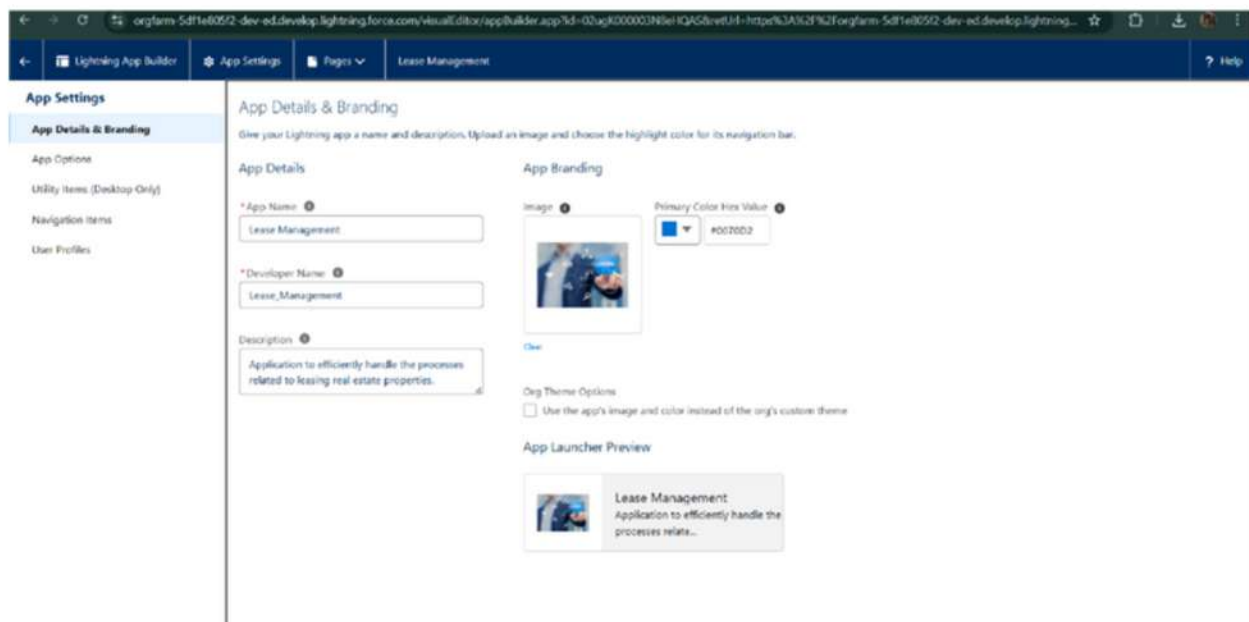 Lightning App Builder
App Settings
Pages
Lease Management
? Help
App Settings
App Details & Branding
App Options
Utility Items (Desktop Only)
Navigation Items
User Profiles
App Details & Branding
Give your Lightning app a name and description. Upload an image and choose the highlight color for its navigation bar.
App Details
*App Name
Lease Management
*Developer Name
Lease_Management
Description
Application to efficiently handle the processes
related to leasing real estate properties.
App Branding
Image
Primary Color Hex Value
#0070D2
Clear
Org Theme Options
Use the app's image and color instead of the org's custom theme
App Launcher Preview
Lease Management
Application to efficiently handle the
processes relate...